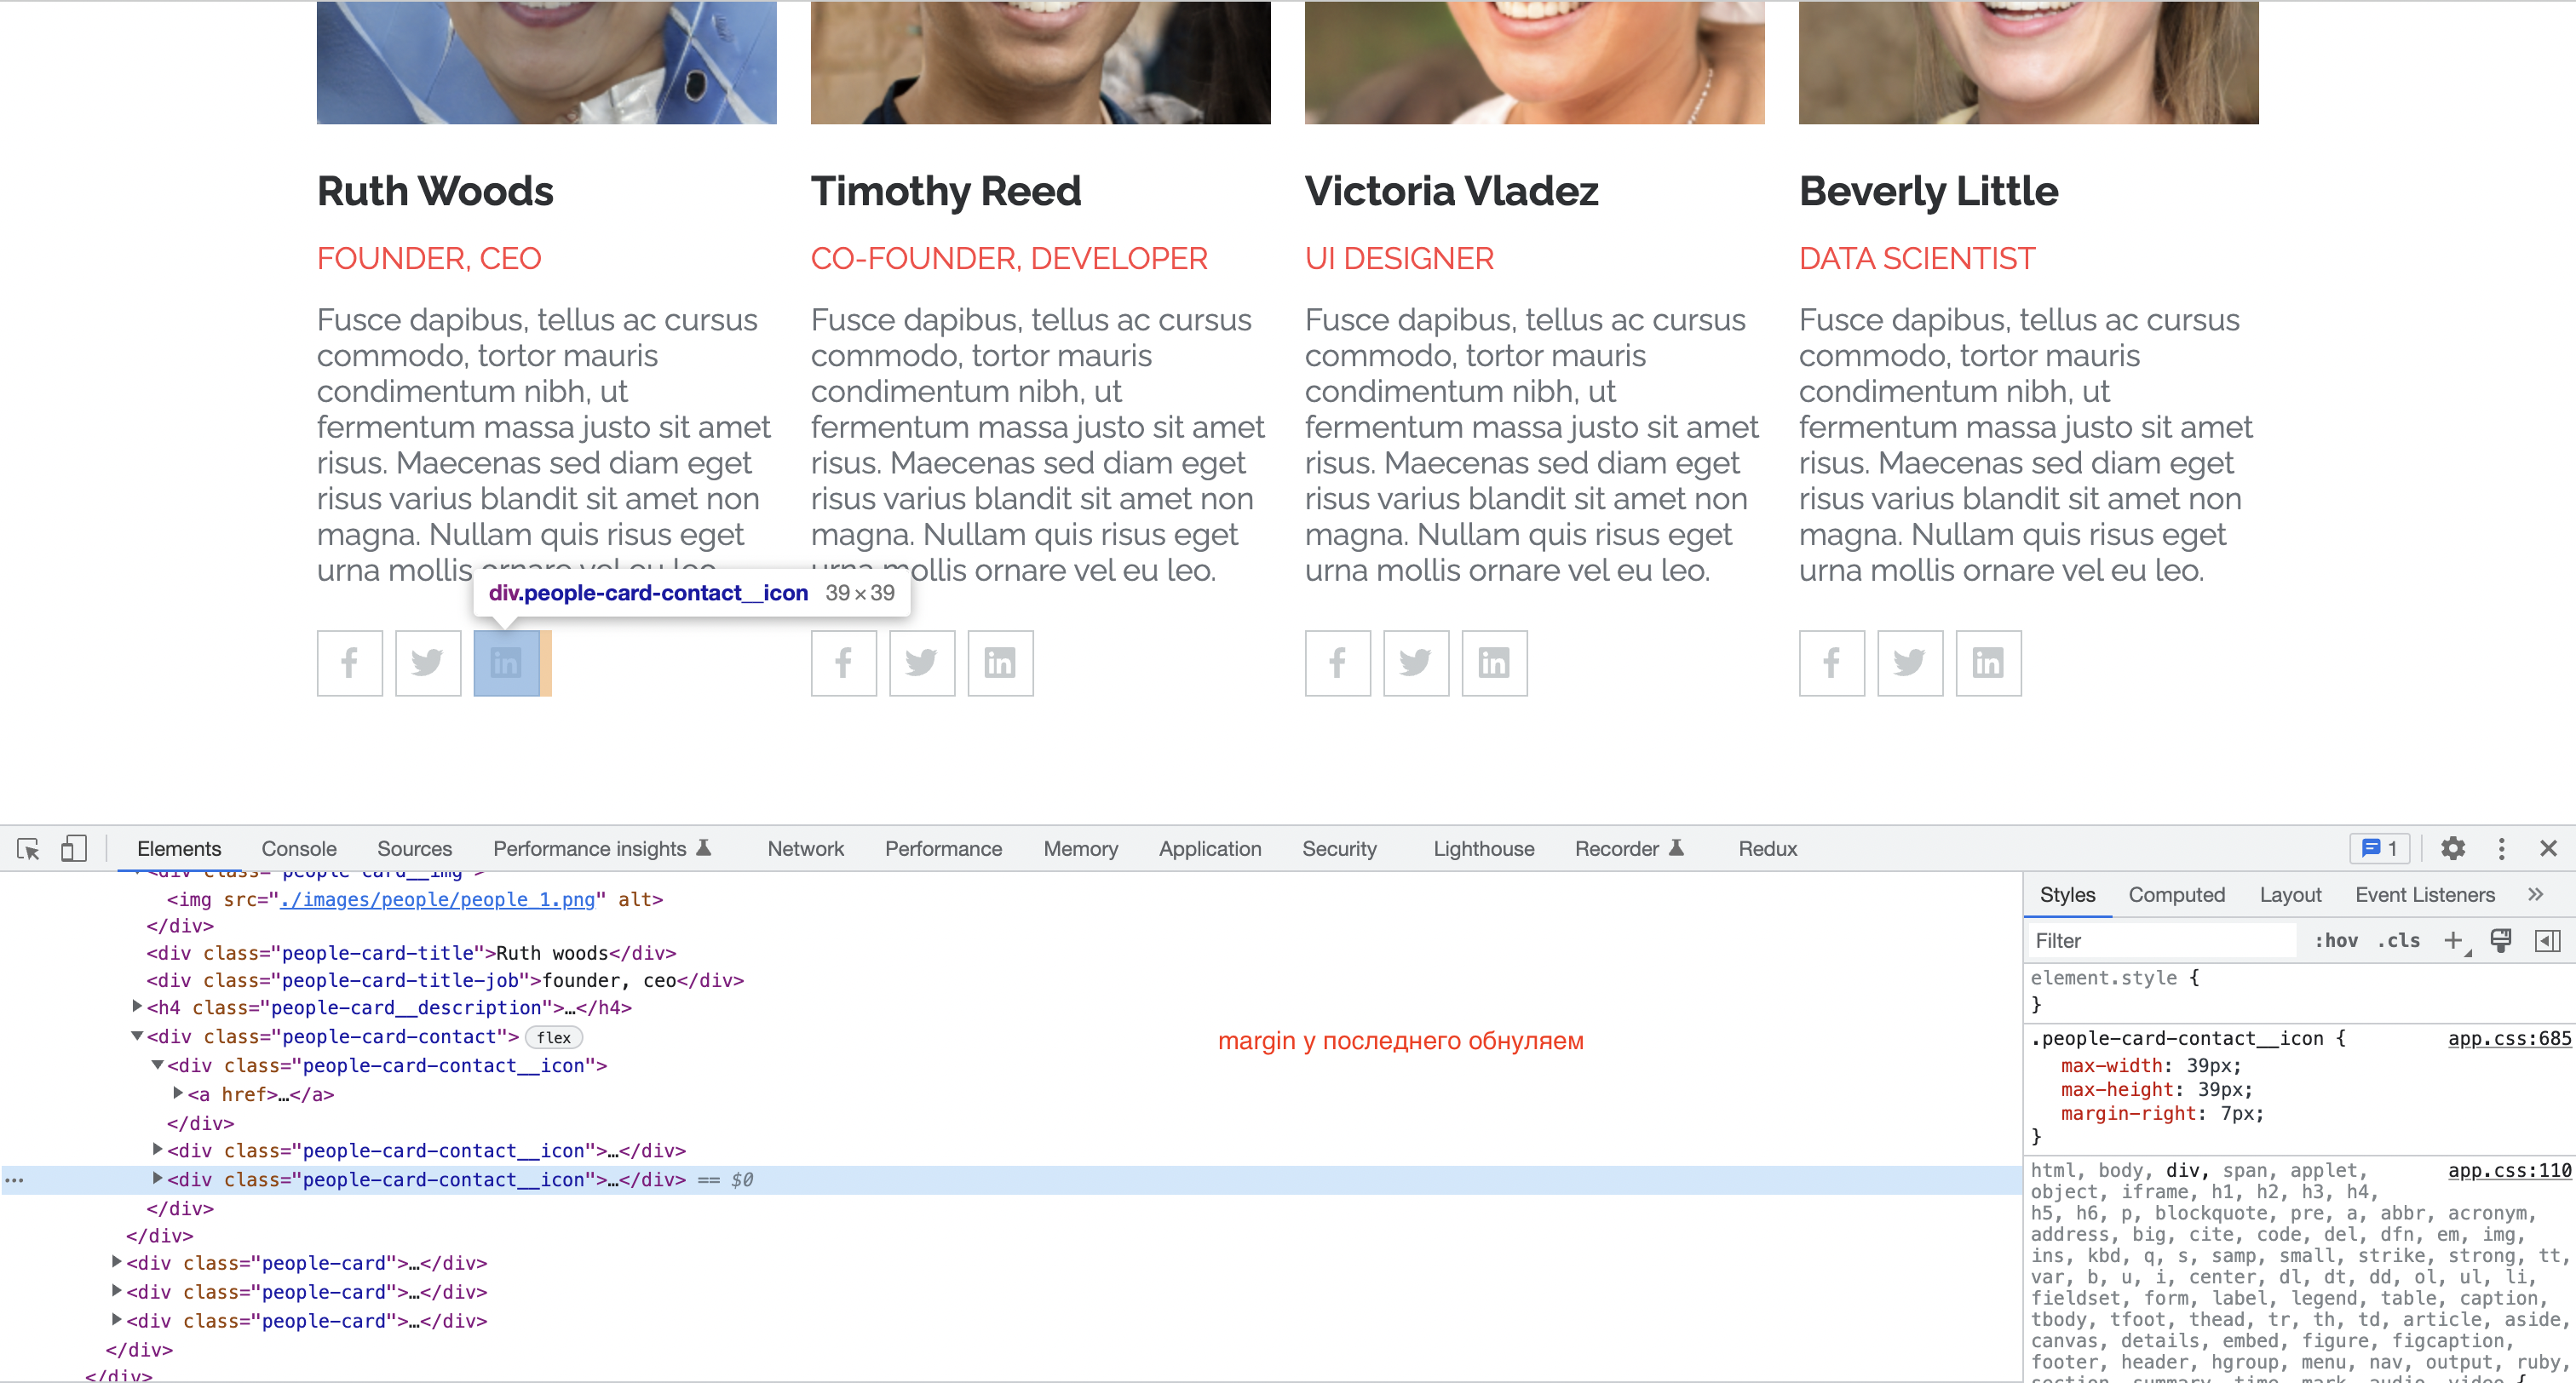 Ruth Woods
Timothy Reed
Victoria Vladez
Beverly Little
FOUNDER, CEO
CO-FOUNDER, DEVELOPER
UI DESIGNER
DATA SCIENTIST
Fusce dapibus, tellus ac cursus
commodo, tortor mauris
condimentum nibh, ut
fermentum massa justo sit amet
risus. Maecenas sed diam eget
risus varius blandit sit amet non
magna. Nullam quis risus eget
urna mollis ornare vel eu leo.
Fusce dapibus, tellus ac cursus
commodo, tortor mauris
condimentum nibh, ut
fermentum massa justo sit amet
risus. Maecenas sed diam eget
risus varius blandit sit amet non
magna. Nullam quis risus eget
urna mollis ornare vel eu leo.
Fusce dapibus, tellus ac cursus
commodo, tortor mauris
condimentum nibh, ut
fermentum massa justo sit amet
risus. Maecenas sed diam eget
risus varius blandit sit amet non
magna. Nullam quis risus eget
urna mollis ornare vel eu leo.
Fusce dapibus, tellus ac cursus
commodo, tortor mauris
condimentum nibh, ut
fermentum massa justo sit amet
risus. Maecenas sed diam eget
risus varius blandit sit amet non
magna. Nullam quis risus eget
urna mollis ornare vel eu leo.
div.people-card-contact__icon 39 × 39
Elements Console Sources Performance insights Network Performance Memory Application Security Lighthouse Recorder Redux 1
<div class="people-card__img">
<img src="./images/people/people_1.png" alt>
</div>
<div class="people-card-title">Ruth woods</div>
<div class="people-card-title-job">founder, ceo</div>
<h4 class="people-card__description">…</h4>
<div class="people-card-contact"> flex
<div class="people-card-contact__icon">
<a href>…</a>
</div>
<div class="people-card-contact__icon">…</div>
<div class="people-card-contact__icon">…</div> == $0
</div>
</div>
<div class="people-card">…</div>
<div class="people-card">…</div>
<div class="people-card">…</div>
</div>
</div>
margin у последнего обнуляем
Styles Computed Layout Event Listeners
Filter :hov .cls
element.style {
}
.people-card-contact__icon { app.css:685
max-width: 39px;
max-height: 39px;
margin-right: 7px;
}
html, body, div, span, applet, app.css:110
object, iframe, h1, h2, h3, h4,
h5, h6, p, blockquote, pre, a, abbr, acronym,
address, big, cite, code, del, dfn, em, img,
ins, kbd, q, s, samp, small, strike, strong, tt,
var, b, u, i, center, dl, dt, dd, ol, ul, li,
fieldset, form, label, legend, table, caption,
tbody, tfoot, thead, tr, th, td, article, aside,
canvas, details, embed, figure, figcaption,
footer, header, hgroup, menu, nav, output, ruby,
section, summary, time, mark, audio, video {